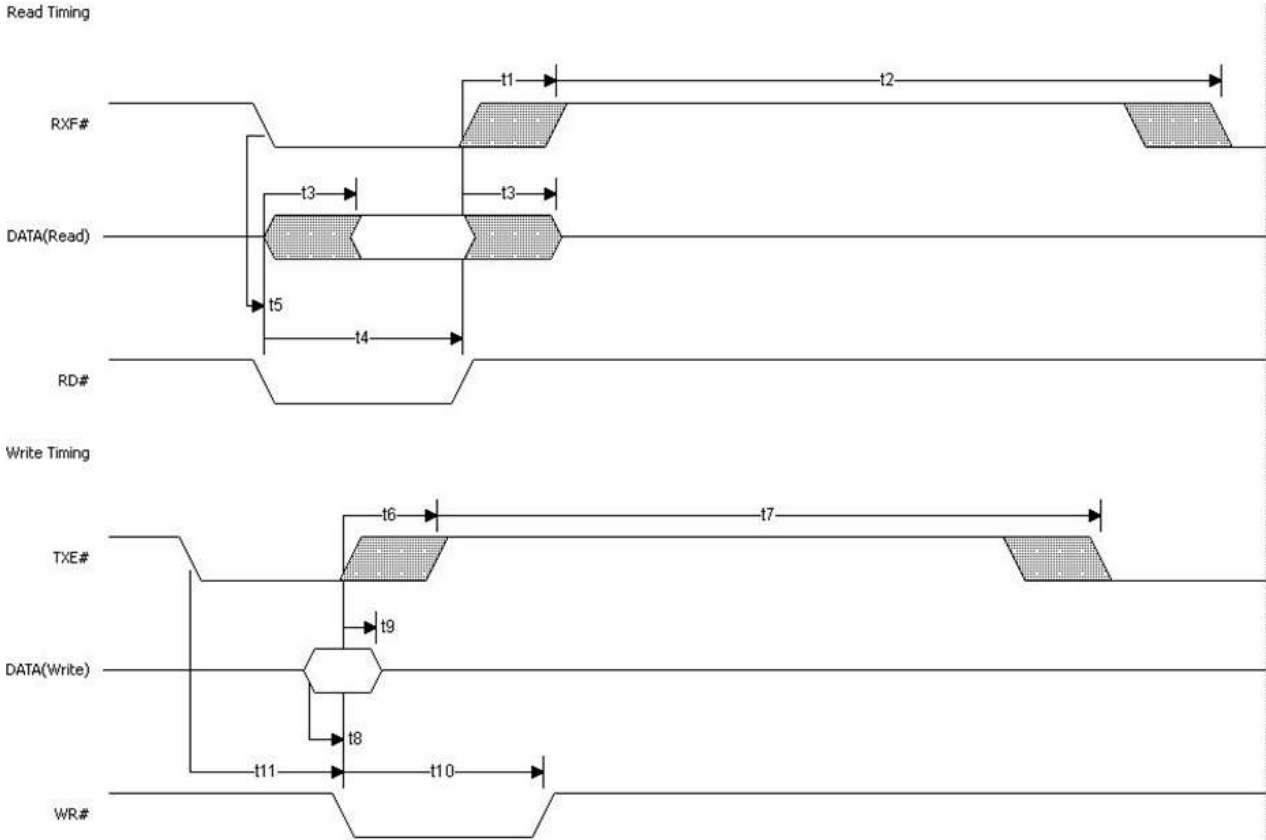 Read Timing
t1
t2
RXF#
t3
t3
DATA(Read)
t5
t4
RD#
Write Timing
t6
t7
TXE#
t9
DATA(Write)
t8
t11
t10
WR#